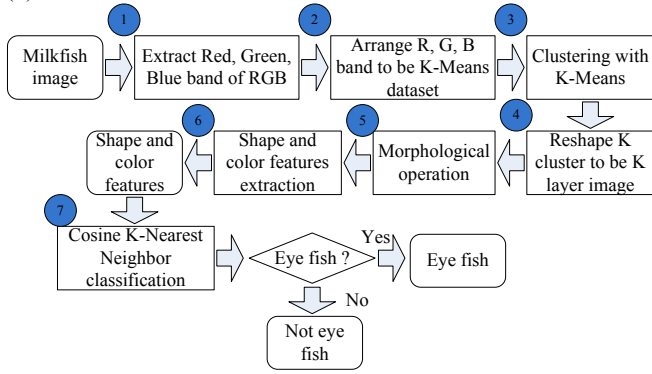 1
2
3
Milkfish
image
Extract Red, Green,
Blue band of RGB
Arrange R, G, B
band to be K-Means
dataset
Clustering with
K-Means
6
5
4
Shape and
color
features
Shape and
color features
extraction
Morphological
operation
Reshape K
cluster to be K
layer image
7
Cosine K-Nearest
Neighbor
classification
Eye fish ?
Yes
Eye fish
No
Not eye
fish